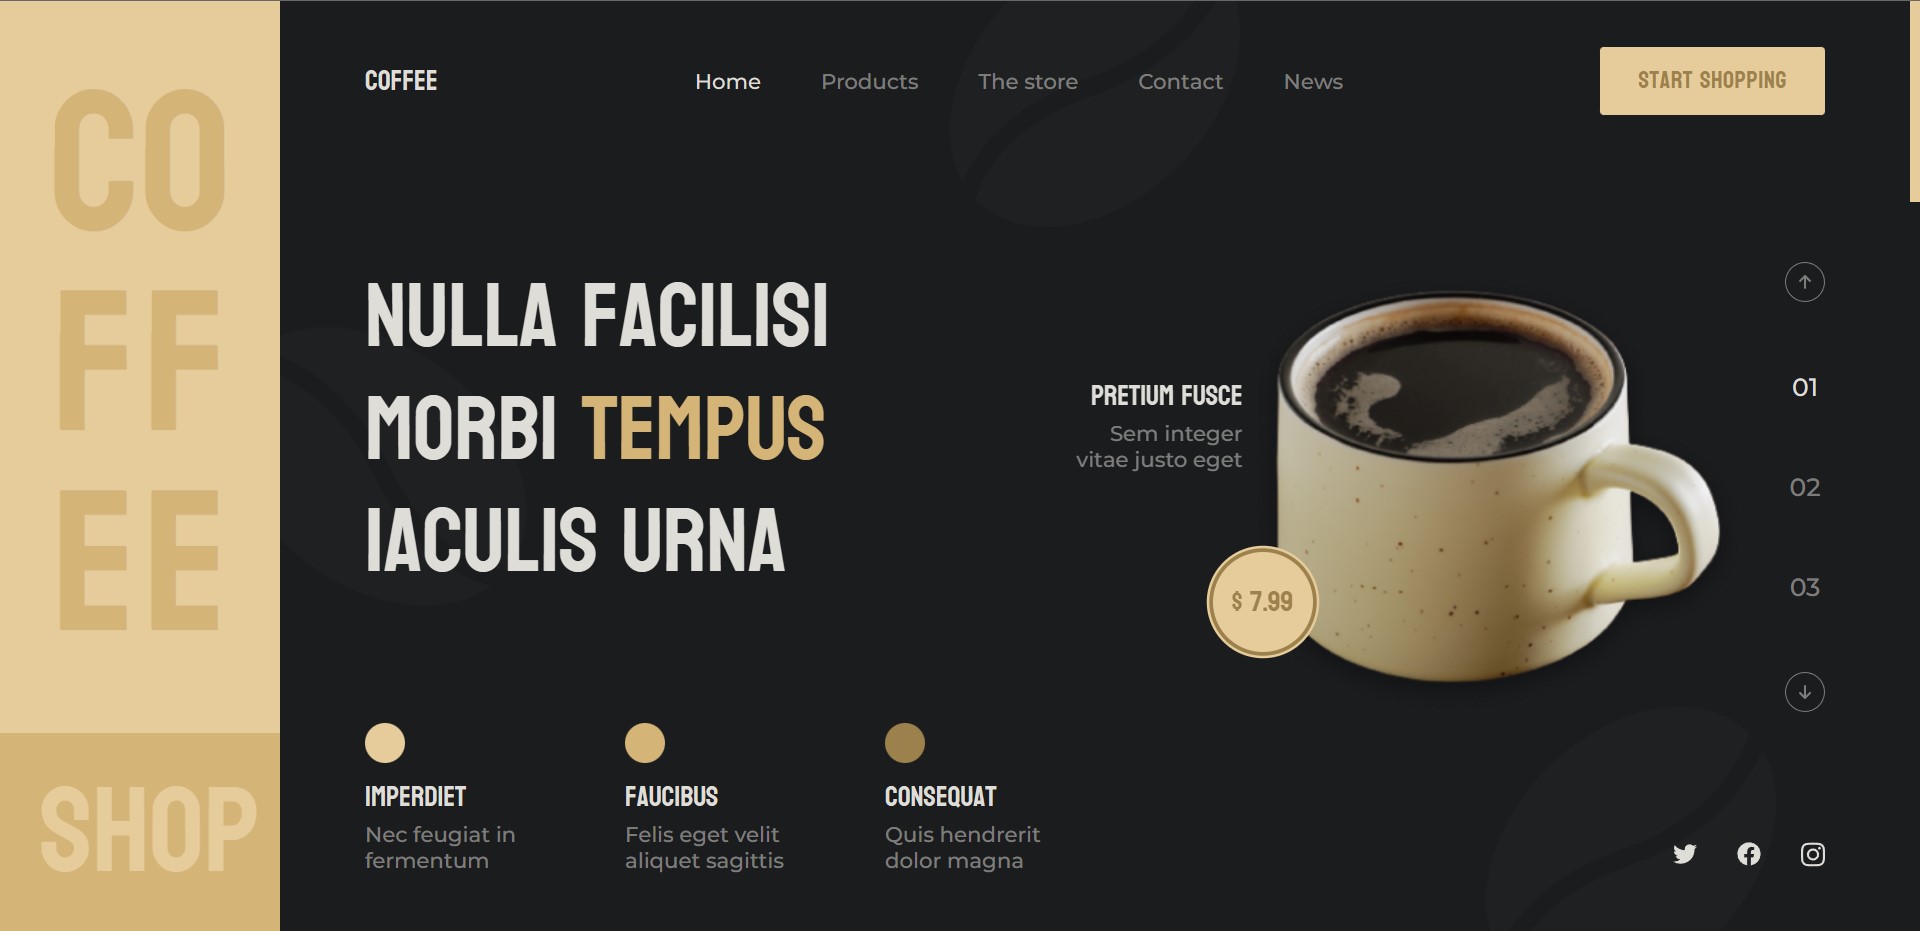 CO
FF
EE
SHOP
COFFEE
Home
Products
The store
Contact
News
START SHOPPING
NULLA FACILISI
MORBI TEMPUS
IACULIS URNA
PRETIUM FUSCE
Sem integer
vitae justo eget
$ 7.99
01
02
03
IMPERDIET
Nec feugiat in
fermentum
FAUCIBUS
Felis eget velit
aliquet sagittis
CONSEQUAT
Quis hendrerit
dolor magna